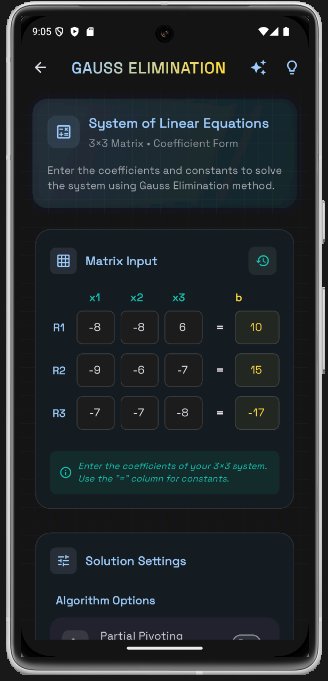 9:05
GAUSS ELIMINATION
System of Linear Equations
3×3 Matrix • Coefficient Form
Enter the coefficients and constants to solve
the system using Gauss Elimination method.
Matrix Input
x1 x2 x3 b
R1 -8 -8 6 = 10
R2 -9 -6 -7 = 15
R3 -7 -7 -8 = -17
Enter the coefficients of your 3×3 system.
Use the "=" column for constants.
Solution Settings
Algorithm Options
Partial Pivoting